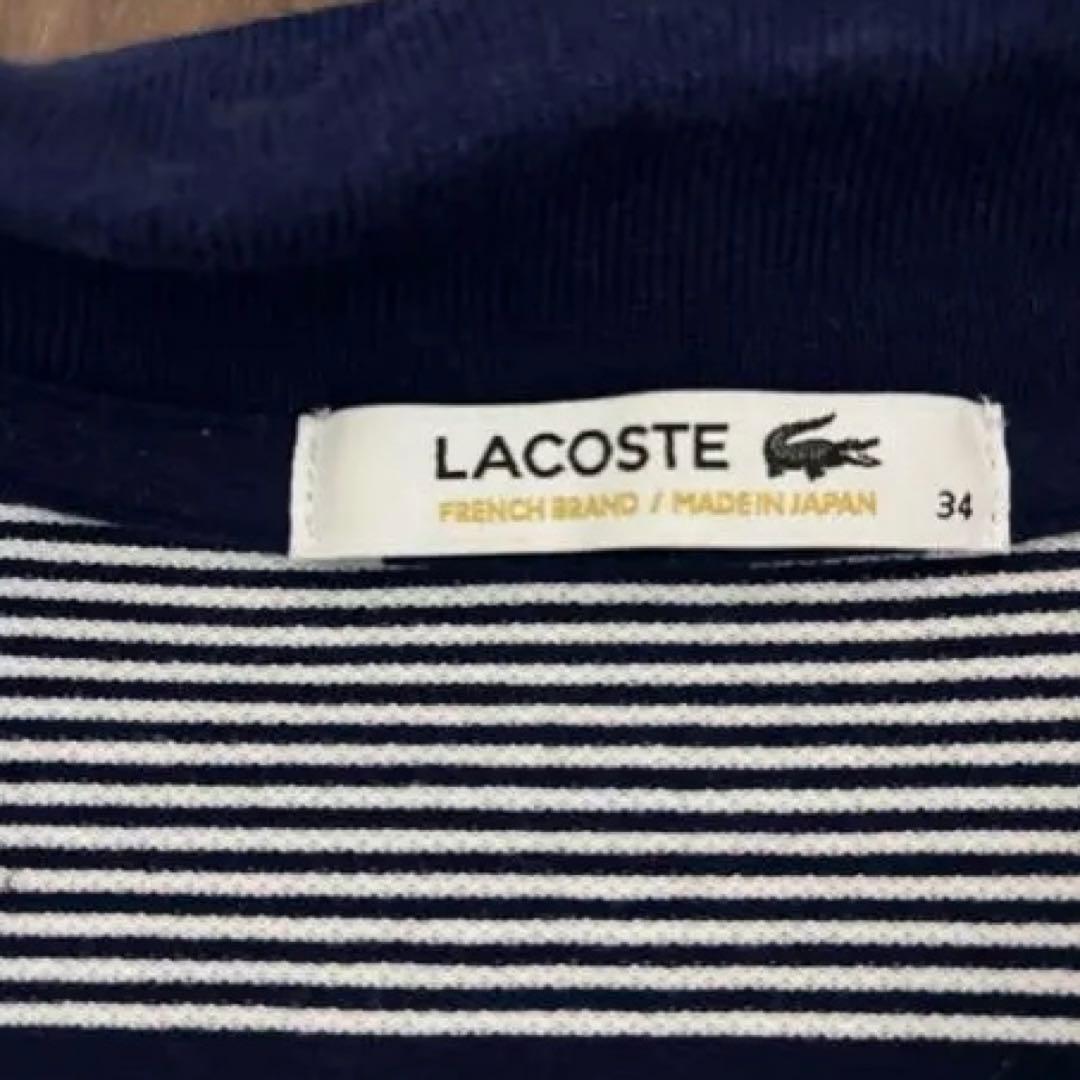 LACOSTE
FRENCH BRAND / MADE IN JAPAN
34